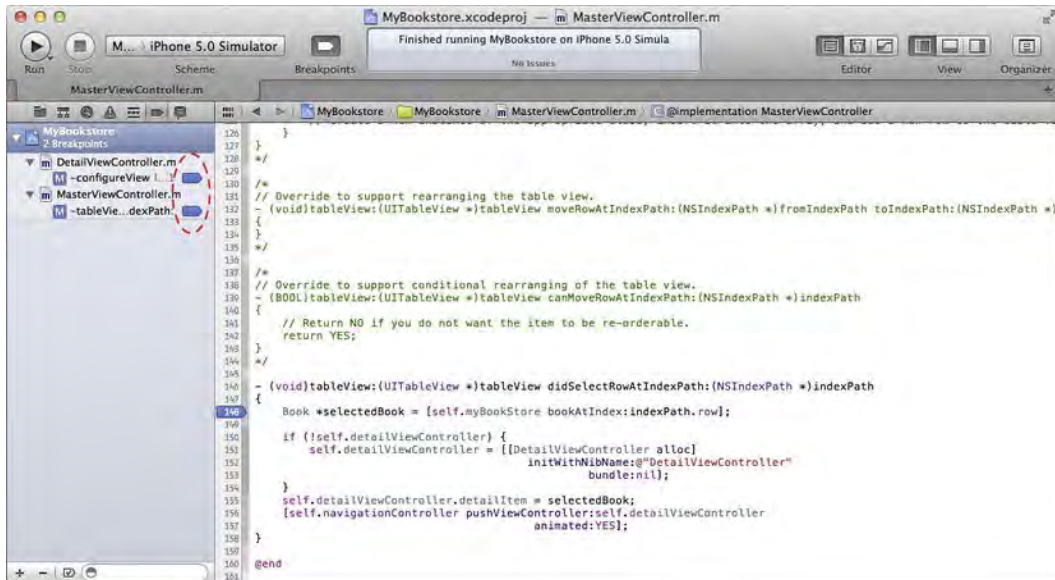 MyBookstore.xcodeproj — m MasterViewController.m
Run
Stop
M... iPhone 5.0 Simulator
Scheme
Breakpoints
Finished running MyBookstore on iPhone 5.0 Simula
No Issues
Editor
View
Organizer
MasterViewController.m
MyBookstore
MyBookstore
m MasterViewController.m
@implementation MasterViewController
MyBookstore
2 Breakpoints
m DetailViewController.m
M -configureView
m MasterViewController.m
M -tableVie...dexPath:
126 }
127 }
128 */
129
130 /*
131 // Override to support rearranging the table view.
132 - (void)tableView:(UITableView *)tableView moveRowAtIndexPath:(NSIndexPath *)fromIndexPath toIndexPath:(NSIndexPath *)
133 {
134 }
135 */
136
137 /*
138 // Override to support conditional rearranging of the table view.
139 - (BOOL)tableView:(UITableView *)tableView canMoveRowAtIndexPath:(NSIndexPath *)indexPath
140 {
141 // Return NO if you do not want the item to be re-orderable.
142 return YES;
143 }
144 */
145
146 - (void)tableView:(UITableView *)tableView didSelectRowAtIndexPath:(NSIndexPath *)indexPath
147 {
148 Book *selectedBook = [self.myBookStore bookAtIndex:indexPath.row];
149
150 if (!self.detailViewController) {
151 self.detailViewController = [[DetailViewController alloc]
152 initWithNibName:@"DetailViewController"
153 bundle:nil];
154 }
155 self.detailViewController.detailItem = selectedBook;
156 [self.navigationController pushViewController:self.detailViewController
157 animated:YES];
158 }
159
160 @end
161